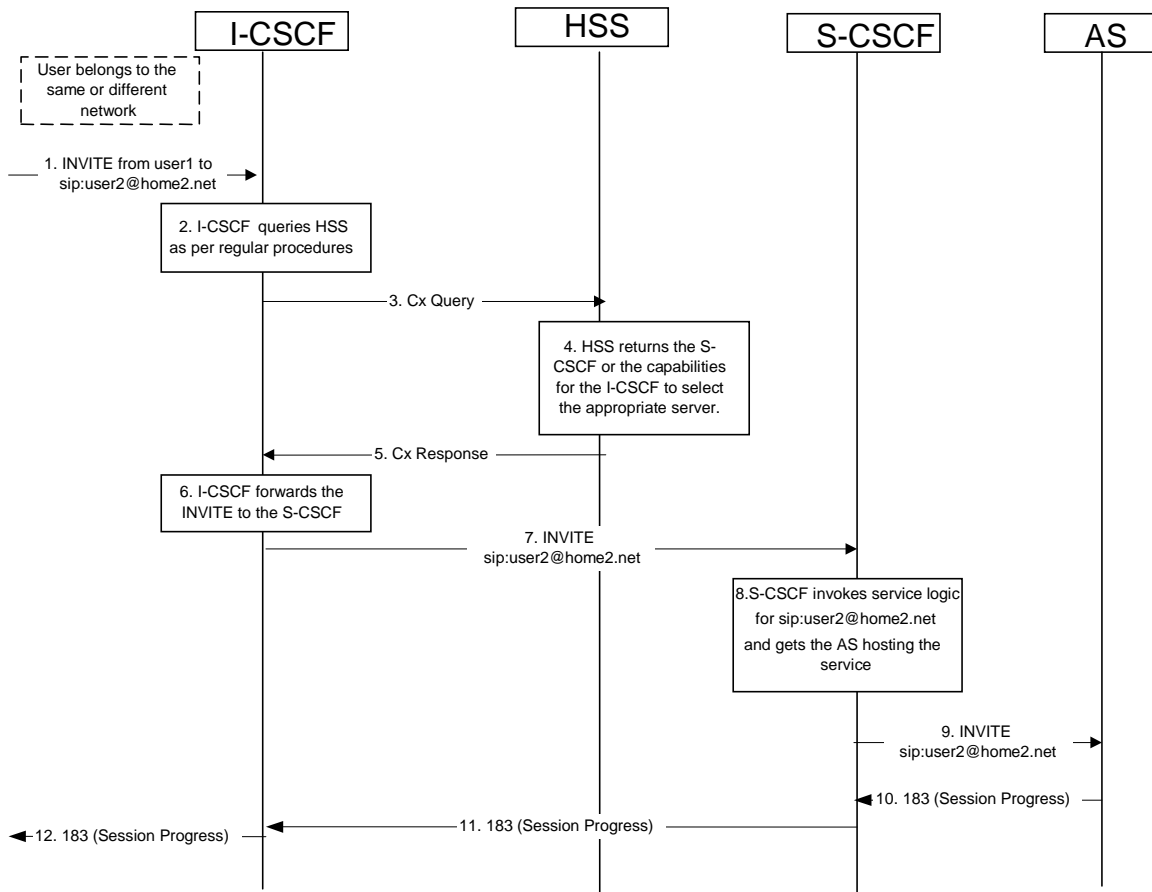 I-CSCF
HSS
S-CSCF
AS
User belongs to the
same or different
network
1. INVITE from user1 to
sip:user2@home2.net
2. I-CSCF queries HSS
as per regular procedures
3. Cx Query
4. HSS returns the S-
CSCF or the capabilities
for the I-CSCF to select
the appropriate server.
5. Cx Response
6. I-CSCF forwards the
INVITE to the S-CSCF
7. INVITE
sip:user2@home2.net
8.S-CSCF invokes service logic
for sip:user2@home2.net
and gets the AS hosting the
service
9. INVITE
sip:user2@home2.net
10. 183 (Session Progress)
11. 183 (Session Progress)
12. 183 (Session Progress)